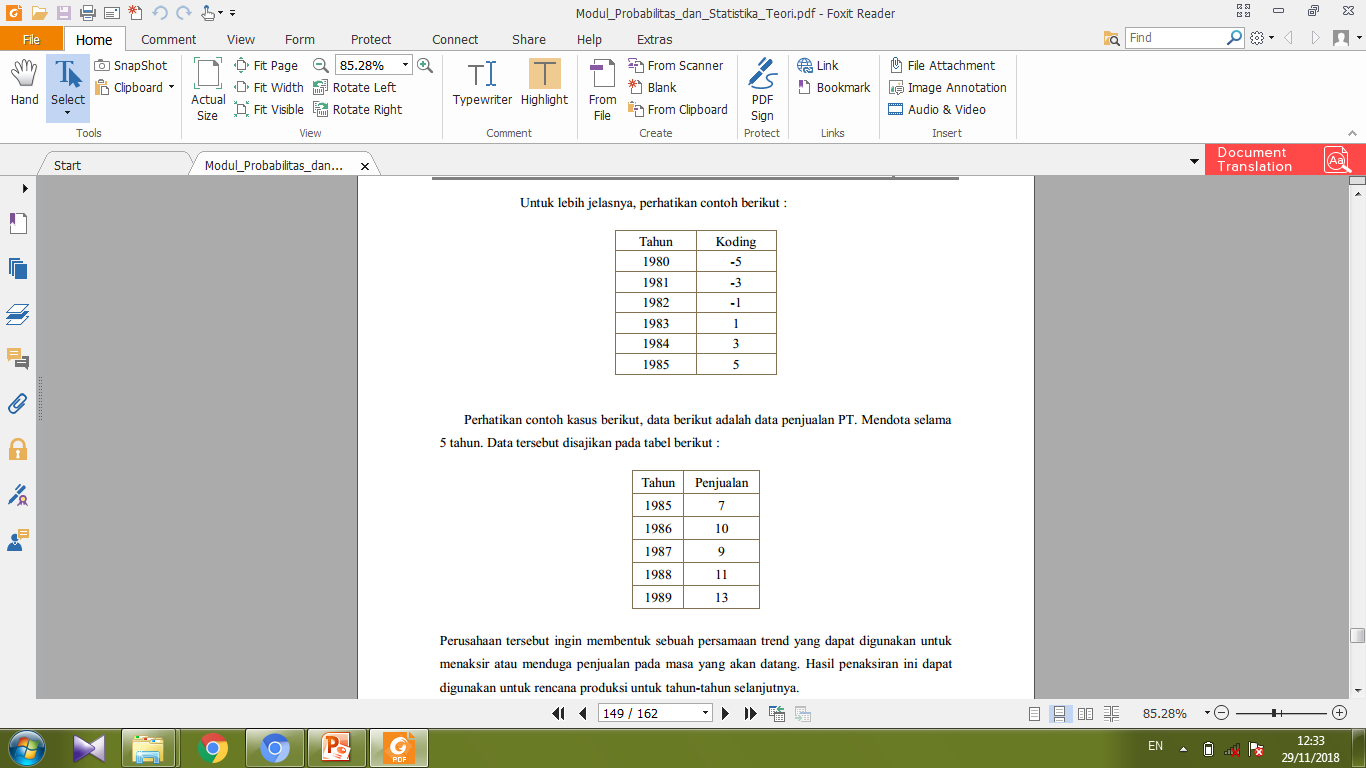 Modul_Probabilitas_dan_Statistika_Teori.pdf - Foxit Reader
File Home Comment View Form Protect Connect Share Help Extras Find
Hand
Select
SnapShot
Clipboard
Tools
Actual Size
Fit Page
Fit Width
Fit Visible
85.28%
Rotate Left
Rotate Right
View
Typewriter
Highlight
Comment
From File
From Scanner
Blank
From Clipboard
Create
PDF Sign
Protect
Link
Bookmark
Links
File Attachment
Image Annotation
Audio & Video
Insert
Start
Modul_Probabilitas_dan...
Document
Translation
Untuk lebih jelasnya, perhatikan contoh berikut :
Tahun Koding
1980 -5
1981 -3
1982 -1
1983 1
1984 3
1985 5
Perhatikan contoh kasus berikut, data berikut adalah data penjualan PT. Mendota selama
5 tahun. Data tersebut disajikan pada tabel berikut :
Tahun Penjualan
1985 7
1986 10
1987 9
1988 11
1989 13
Perusahaan tersebut ingin membentuk sebuah persamaan trend yang dapat digunakan untuk
menaksir atau menduga penjualan pada masa yang akan datang. Hasil penaksiran ini dapat
digunakan untuk rencana produksi untuk tahun-tahun selanjutnya.
149 / 162
85.28%
PDF
EN
12:33
29/11/2018